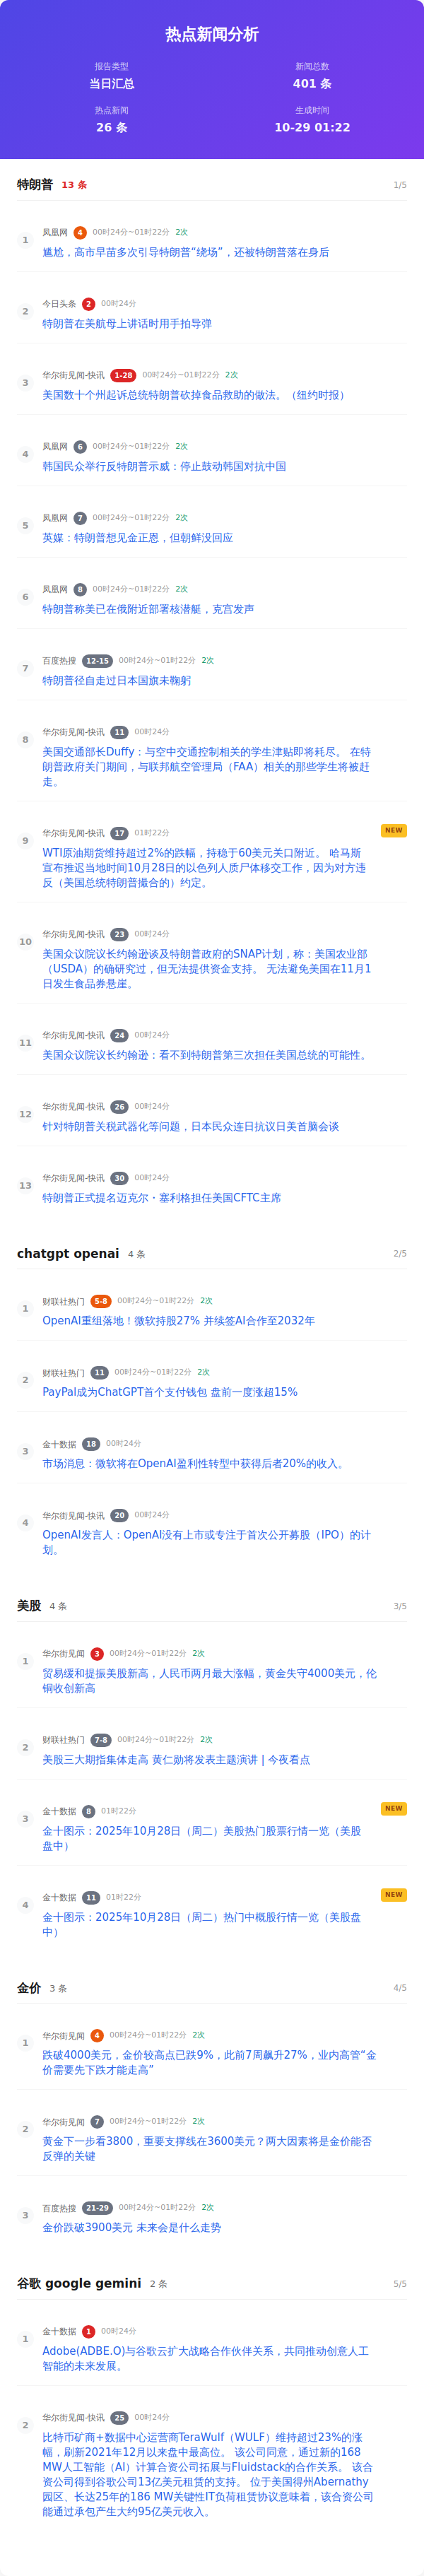 热点新闻分析
报告类型
当日汇总
新闻总数
401 条
热点新闻
26 条
生成时间
10-29 01:22
特朗普 13 条 1/5
1 凤凰网 4 00时24分~01时22分 2次
尴尬，高市早苗多次引导特朗普“绕场”，还被特朗普落在身后
2 今日头条 2 00时24分
特朗普在美航母上讲话时用手拍导弹
3 华尔街见闻-快讯 1-28 00时24分~01时22分 2次
美国数十个州起诉总统特朗普砍掉食品救助的做法。（纽约时报）
4 凤凰网 6 00时24分~01时22分 2次
韩国民众举行反特朗普示威：停止鼓动韩国对抗中国
5 凤凰网 7 00时24分~01时22分 2次
英媒：特朗普想见金正恩，但朝鲜没回应
6 凤凰网 8 00时24分~01时22分 2次
特朗普称美已在俄附近部署核潜艇，克宫发声
7 百度热搜 12-15 00时24分~01时22分 2次
特朗普径自走过日本国旗未鞠躬
8 华尔街见闻-快讯 11 00时24分
美国交通部长Duffy：与空中交通控制相关的学生津贴即将耗尽。 在特
朗普政府关门期间，与联邦航空管理局（FAA）相关的那些学生将被赶
走。
9 华尔街见闻-快讯 17 01时22分 NEW
WTI原油期货维持超过2%的跌幅，持稳于60美元关口附近。 哈马斯
宣布推迟当地时间10月28日的以色列人质尸体移交工作，因为对方违
反（美国总统特朗普撮合的）约定。
10 华尔街见闻-快讯 23 00时24分
美国众议院议长约翰逊谈及特朗普政府的SNAP计划，称：美国农业部
（USDA）的确研究过，但无法提供资金支持。 无法避免美国在11月1
日发生食品券悬崖。
11 华尔街见闻-快讯 24 00时24分
美国众议院议长约翰逊：看不到特朗普第三次担任美国总统的可能性。
12 华尔街见闻-快讯 26 00时24分
针对特朗普关税武器化等问题，日本民众连日抗议日美首脑会谈
13 华尔街见闻-快讯 30 00时24分
特朗普正式提名迈克尔·塞利格担任美国CFTC主席
chatgpt openai 4 条 2/5
1 财联社热门 5-8 00时24分~01时22分 2次
OpenAI重组落地！微软持股27% 并续签AI合作至2032年
2 财联社热门 11 00时24分~01时22分 2次
PayPal成为ChatGPT首个支付钱包 盘前一度涨超15%
3 金十数据 18 00时24分
市场消息：微软将在OpenAI盈利性转型中获得后者20%的收入。
4 华尔街见闻-快讯 20 00时24分
OpenAI发言人：OpenAI没有上市或专注于首次公开募股（IPO）的计
划。
美股 4 条 3/5
1 华尔街见闻 3 00时24分~01时22分 2次
贸易缓和提振美股新高，人民币两月最大涨幅，黄金失守4000美元，伦
铜收创新高
2 财联社热门 7-8 00时24分~01时22分 2次
美股三大期指集体走高 黄仁勋将发表主题演讲 | 今夜看点
3 金十数据 8 01时22分 NEW
金十图示：2025年10月28日（周二）美股热门股票行情一览（美股
盘中）
4 金十数据 11 01时22分 NEW
金十图示：2025年10月28日（周二）热门中概股行情一览（美股盘
中）
金价 3 条 4/5
1 华尔街见闻 4 00时24分~01时22分 2次
跌破4000美元，金价较高点已跌9%，此前7周飙升27%，业内高管“金
价需要先下跌才能走高”
2 华尔街见闻 7 00时24分~01时22分 2次
黄金下一步看3800，重要支撑线在3600美元？两大因素将是金价能否
反弹的关键
3 百度热搜 21-29 00时24分~01时22分 2次
金价跌破3900美元 未来会是什么走势
谷歌 google gemini 2 条 5/5
1 金十数据 1 00时24分
Adobe(ADBE.O)与谷歌云扩大战略合作伙伴关系，共同推动创意人工
智能的未来发展。
2 华尔街见闻-快讯 25 00时24分
比特币矿商+数据中心运营商TeraWulf（WULF）维持超过23%的涨
幅，刷新2021年12月以来盘中最高位。 该公司同意，通过新的168
MW人工智能（AI）计算合资公司拓展与Fluidstack的合作关系。 该合
资公司得到谷歌公司13亿美元租赁的支持。 位于美国得州Abernathy
园区、长达25年的186 MW关键性IT负荷租赁协议意味着，该合资公司
能通过承包产生大约95亿美元收入。